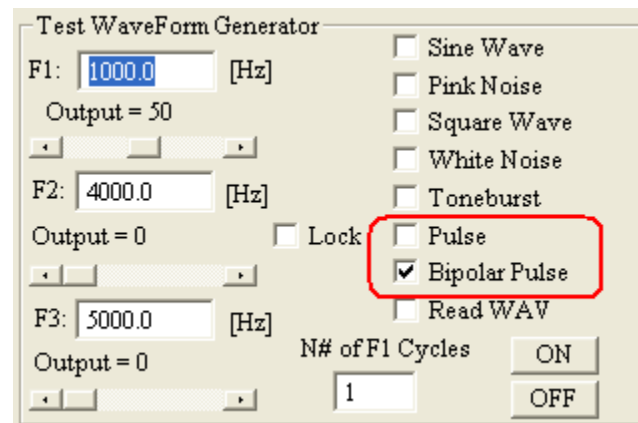 Test WaveForm Generator
F1: 1000.0 [Hz]
Output = 50
F2: 4000.0 [Hz]
Output = 0
F3: 5000.0 [Hz]
Output = 0
Sine Wave
Pink Noise
Square Wave
White Noise
Toneburst
Lock
Pulse
Bipolar Pulse
Read WAV
N# of F1 Cycles
1
ON
OFF